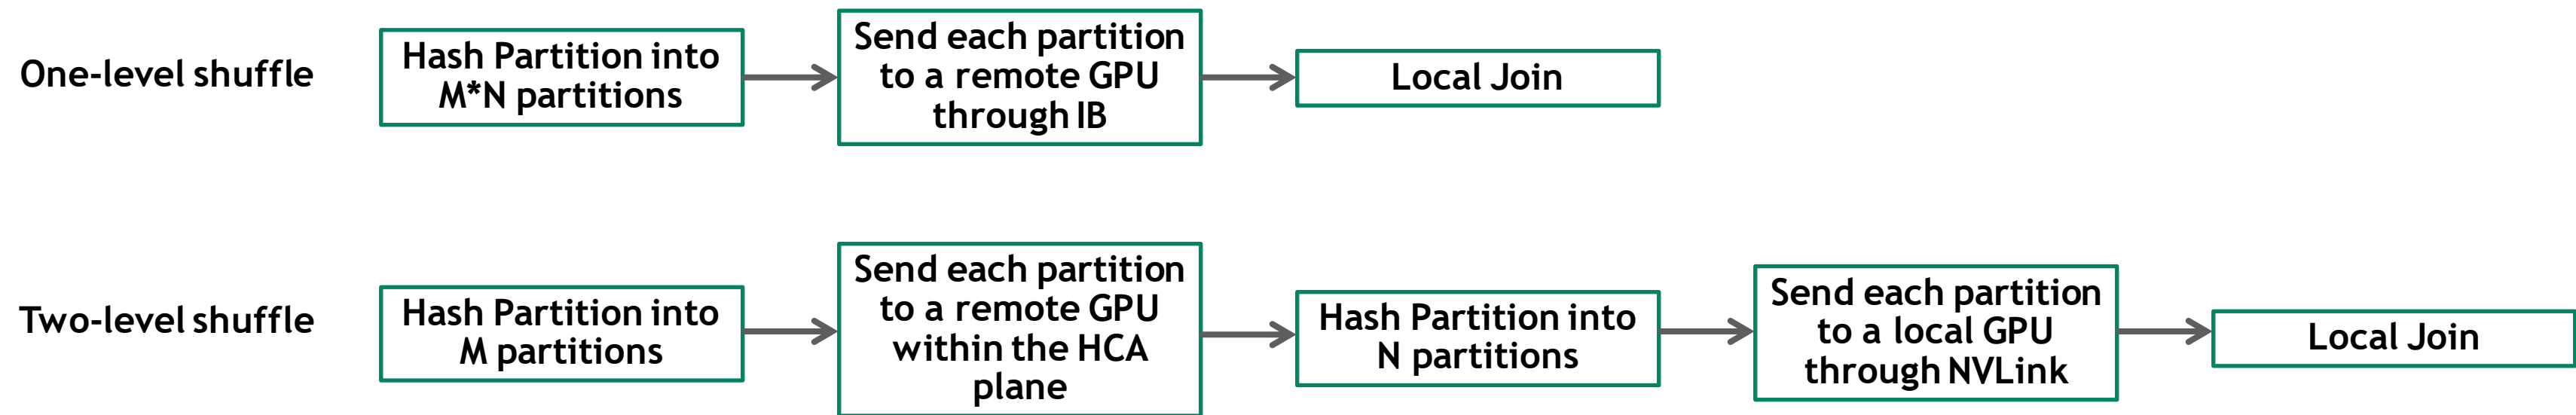 One-level shuffle
Hash Partition into
M*N partitions
Send each partition
to a remote GPU
through IB
Local Join
Two-level shuffle
Hash Partition into
M partitions
Send each partition
to a remote GPU
within the HCA
plane
Hash Partition into
N partitions
Send each partition
to a local GPU
through NVLink
Local Join